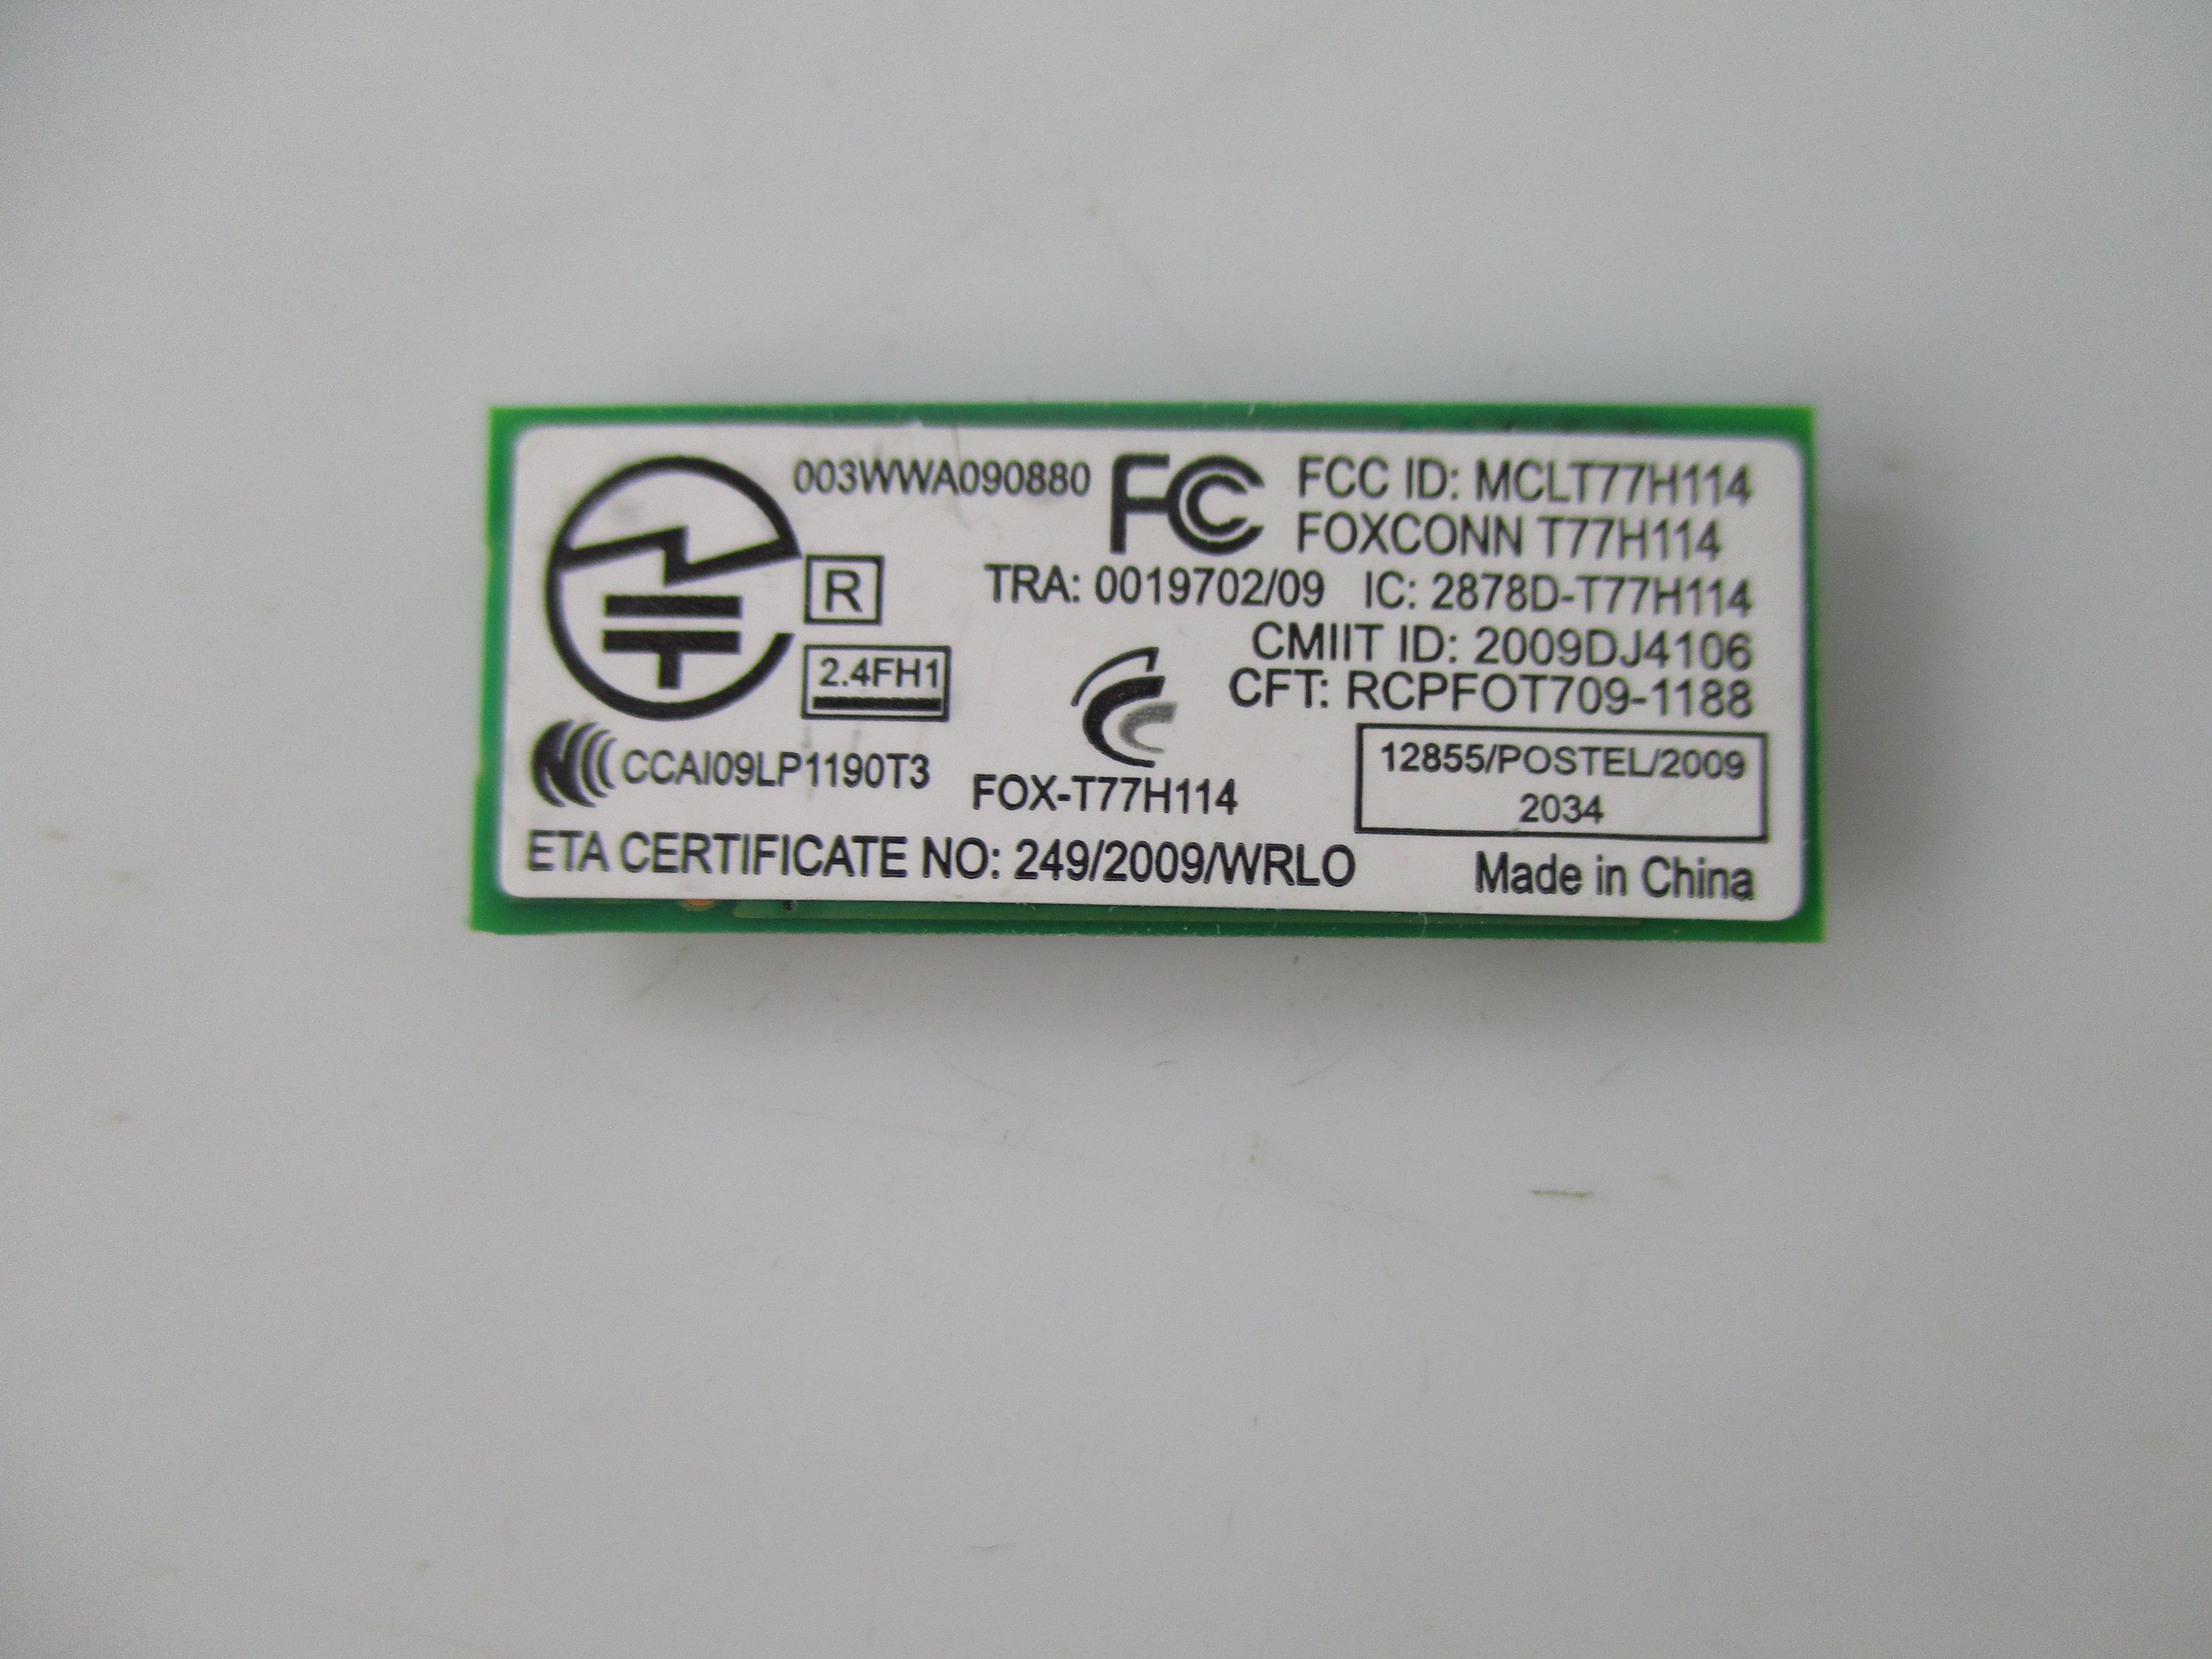 003WWA090880
FC
FCC ID: MCLT77H114
FOXCONN T77H114
R
TRA: 0019702/09 IC: 2878D-T77H114
CMIIT ID: 2009DJ4106
2.4FH1
CFT: RCPFOT709-1188
CCAI09LP1190T3
FOX-T77H114
12855/POSTEL/2009
2034
ETA CERTIFICATE NO: 249/2009/WRLO
Made in China